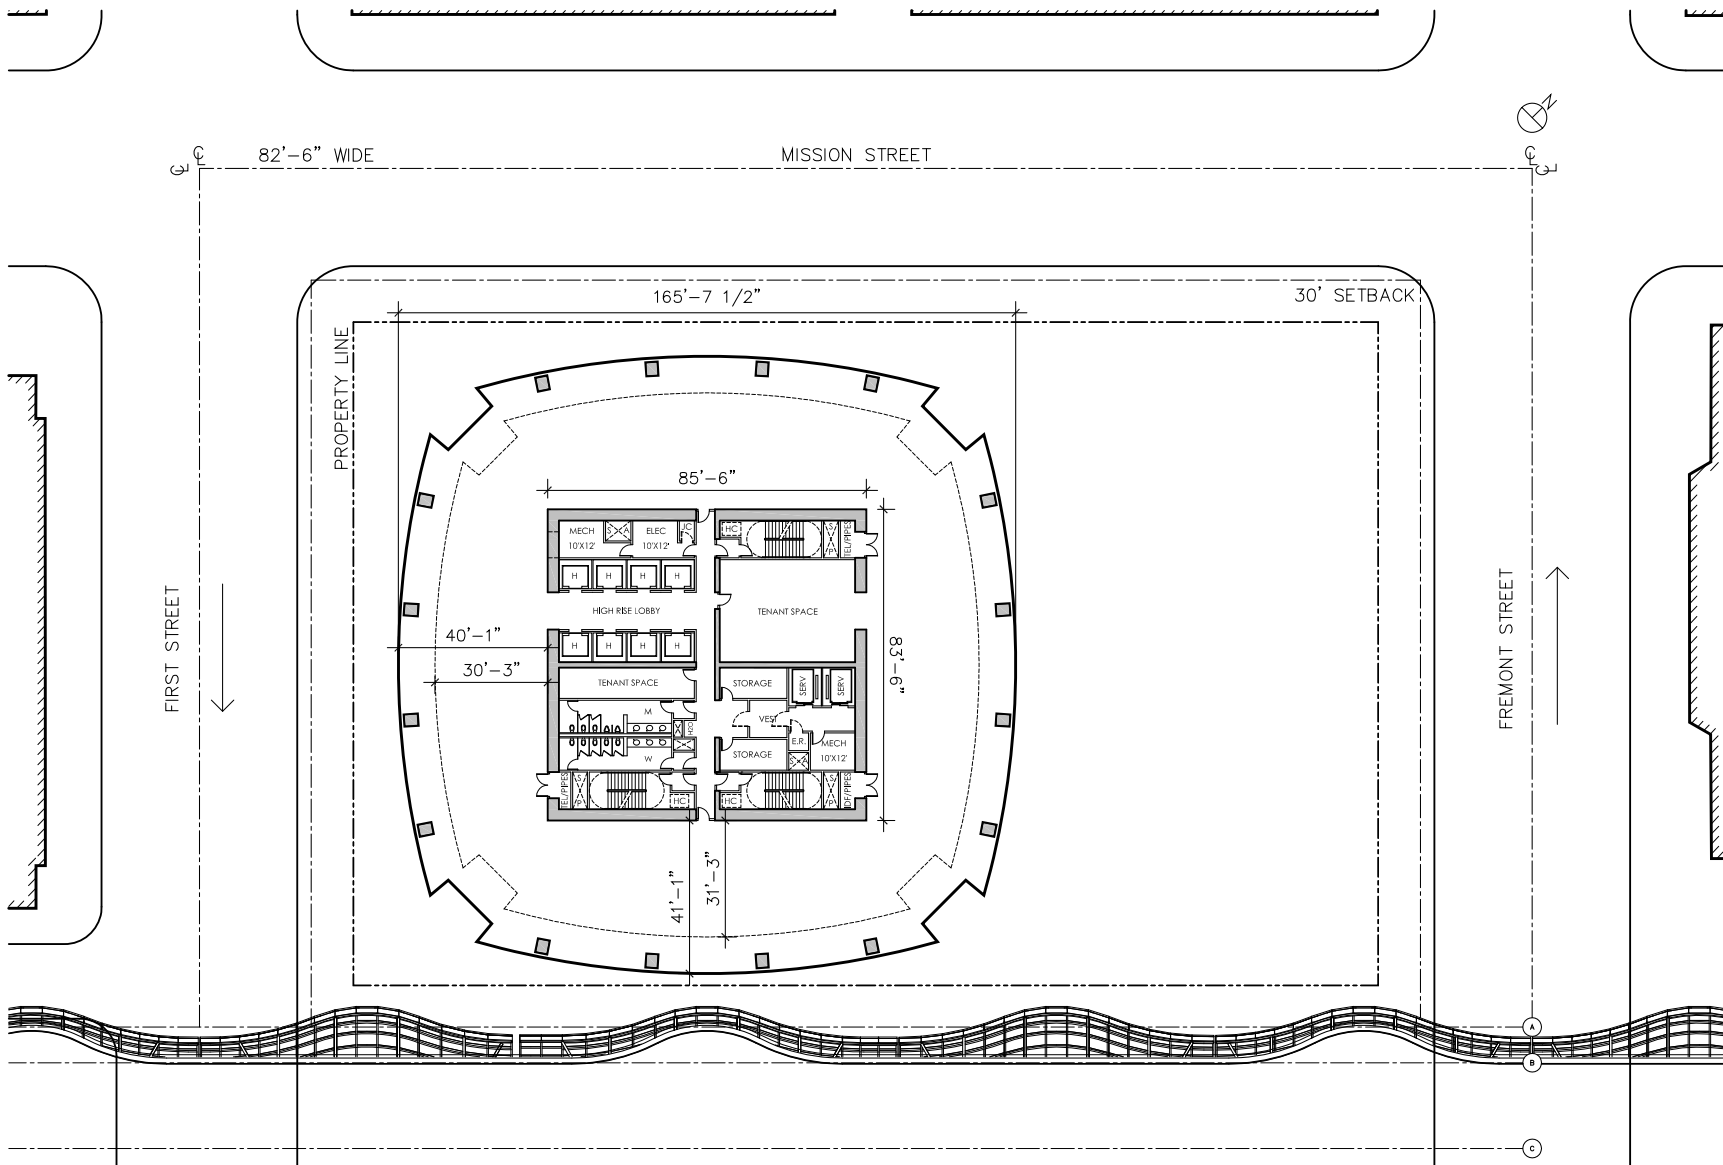 N
82'-6" WIDE
MISSION STREET
165'-7 1/2"
30' SETBACK
PROPERTY LINE
85'-6"
MECH
10'X12'
S
A
ELEC
10'X12'
JC
HC
S
P
TEL/PIPES
H
H
H
H
HIGH RISE LOBBY
TENANT SPACE
H
H
H
H
FIRST STREET
FREMONT STREET
40'-1"
30'-3"
83'-6"
TENANT SPACE
STORAGE
SERV
SERV
M
H2O
VEST
W
STORAGE
E.R.
MECH
10'X12'
S
A
TEL/PIPES
S
P
HC
HC
S
P
IDF/PIPES
41'-1"
31'-3"
A
B
C